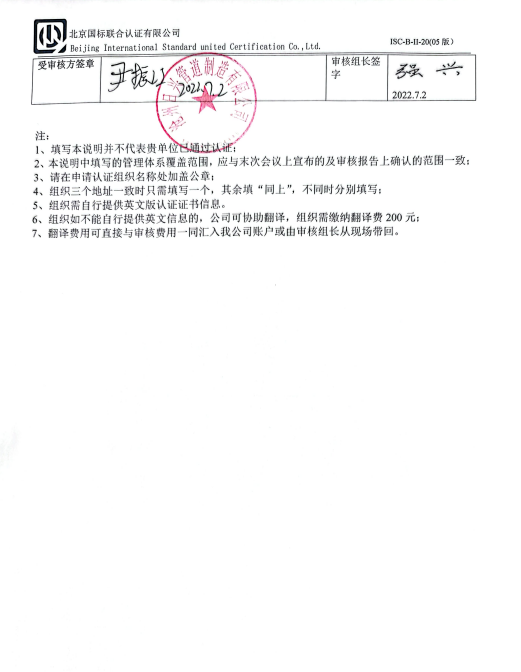 北京国标联合认证有限公司
Beijing International Standard united Certification Co.,Ltd.
ISC-B-II-20(05 版)
受审核方签章
2022.7.2
审核组长签字
强 兴
2022.7.2
注：
1、填写本说明并不代表贵单位已通过认证；
2、本说明中填写的管理体系覆盖范围，应与末次会议上宣布的及审核报告上确认的范围一致；
3、请在申请认证组织名称处加盖公章；
4、组织三个地址一致时只需填写一个，其余填“同上”，不同时分别填写；
5、组织需自行提供英文版认证证书信息。
6、组织如不能自行提供英文信息的，公司可协助翻译，组织需缴纳翻译费 200 元；
7、翻译费用可直接与审核费用一同汇入我公司账户或由审核组长从现场带回。